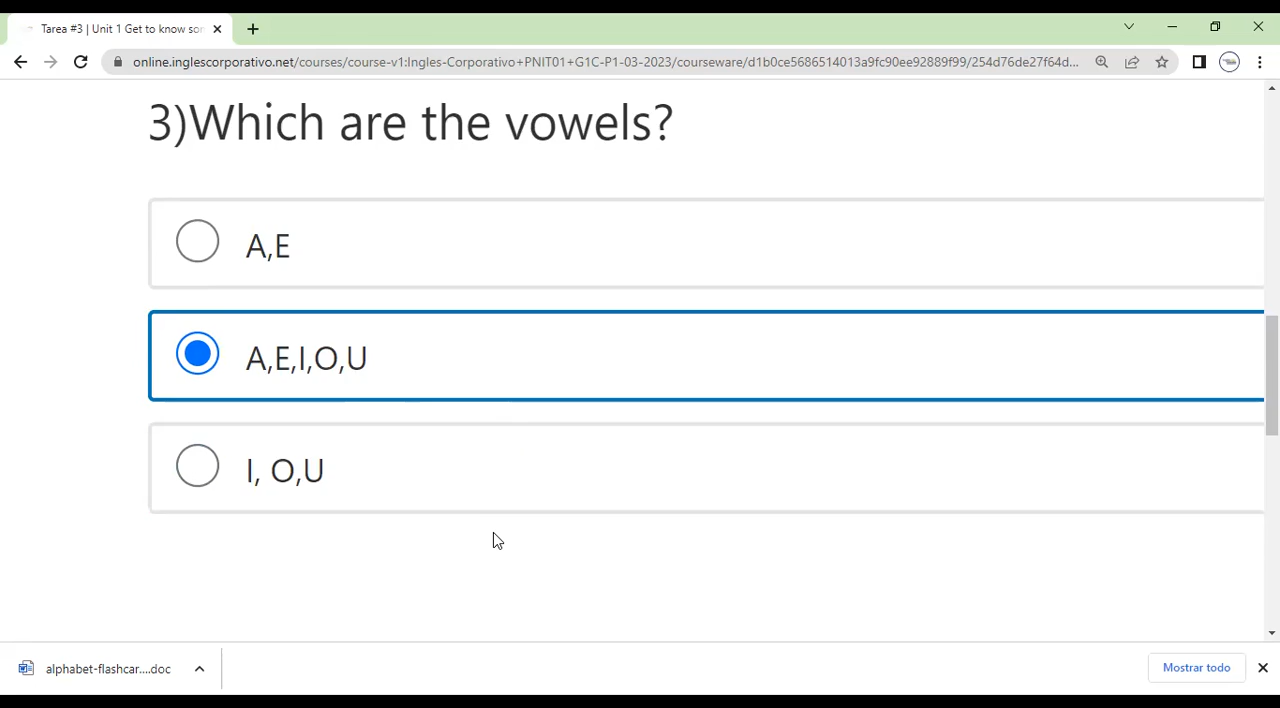 Tarea #3 | Unit 1 Get to know sor
online.inglescorporativo.net/courses/course-v1:Ingles-Corporativo+PNIT01+G1C-P1-03-2023/courseware/d1b0ce5686514013a9fc90ee92889f99/254d76de27f64d...
3)Which are the vowels?
A,E
A,E,I,O,U
I, O,U
alphabet-flashcar....doc
Mostrar todo